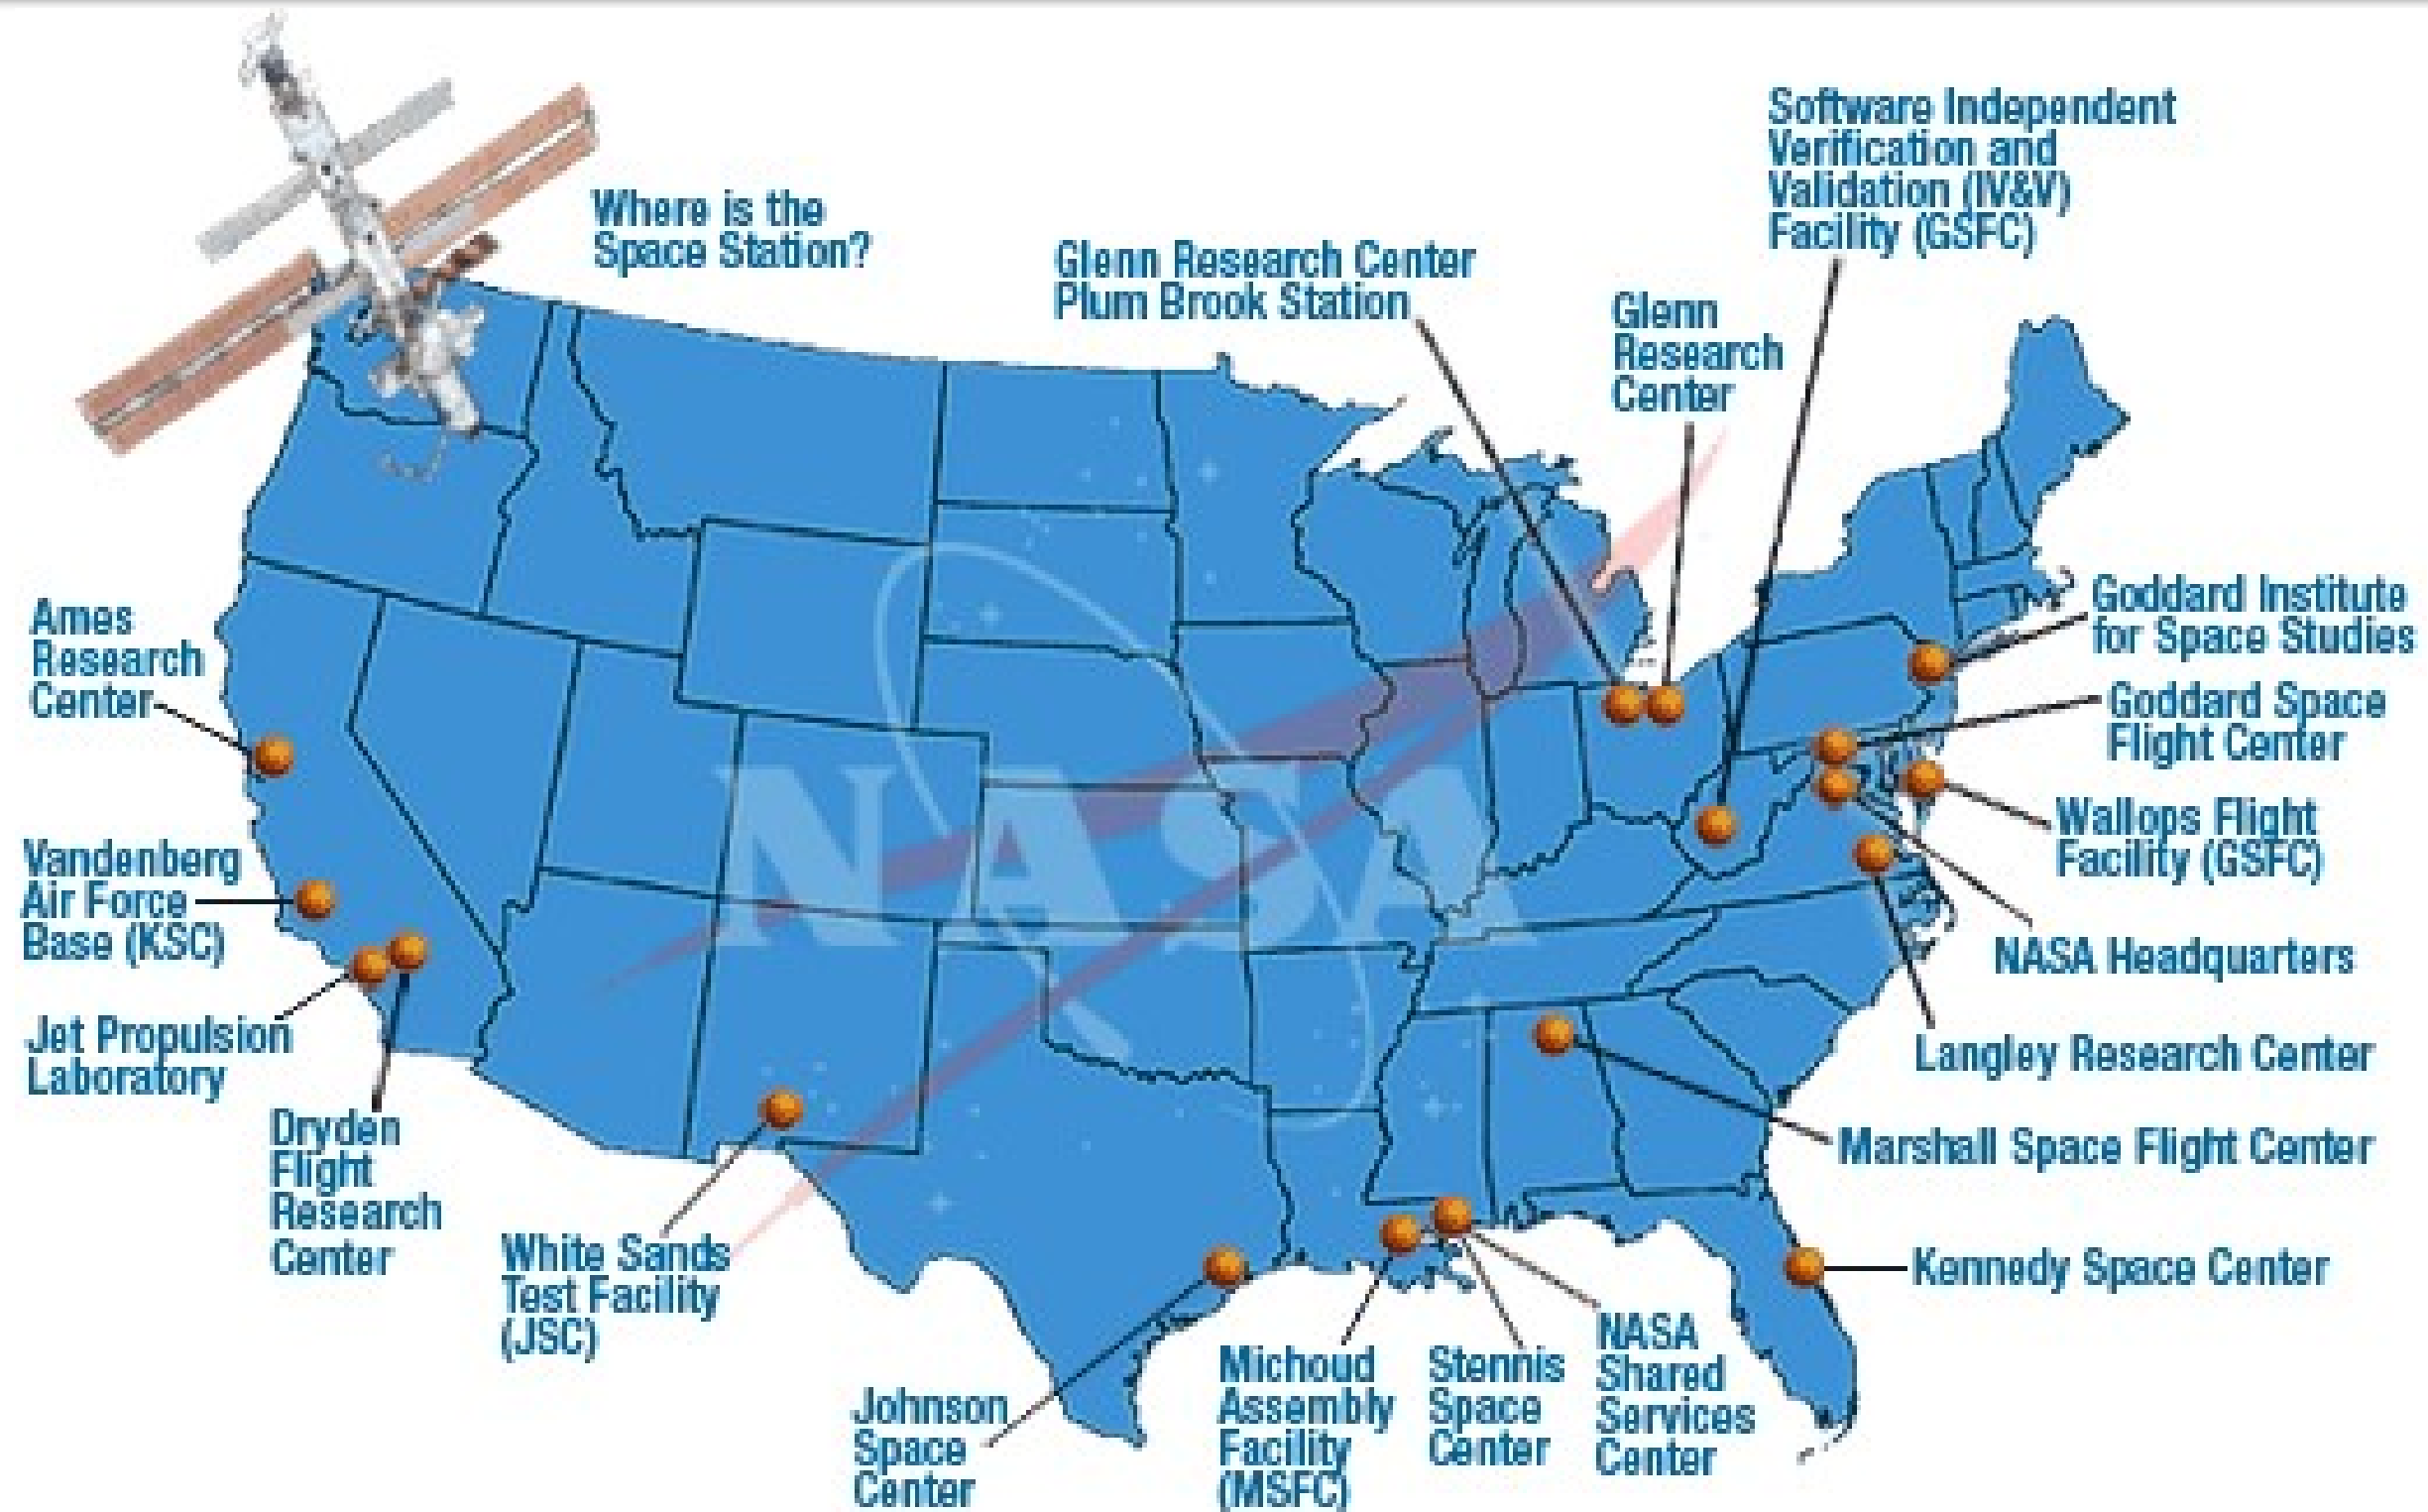 Where is the
Space Station?
Software Independent
Verification and
Validation (IV&V)
Facility (GSFC)
Glenn Research Center
Plum Brook Station
Glenn
Research
Center
Ames
Research
Center
Goddard Institute
for Space Studies
Goddard Space
Flight Center
Wallops Flight
Facility (GSFC)
NASA
Vandenberg
Air Force
Base (KSC)
NASA Headquarters
Jet Propulsion
Laboratory
Langley Research Center
Dryden
Flight
Research
Center
Marshall Space Flight Center
White Sands
Test Facility
(JSC)
Kennedy Space Center
Johnson
Space
Center
Michoud
Assembly
Facility
(MSFC)
Stennis
Space
Center
NASA
Shared
Services
Center